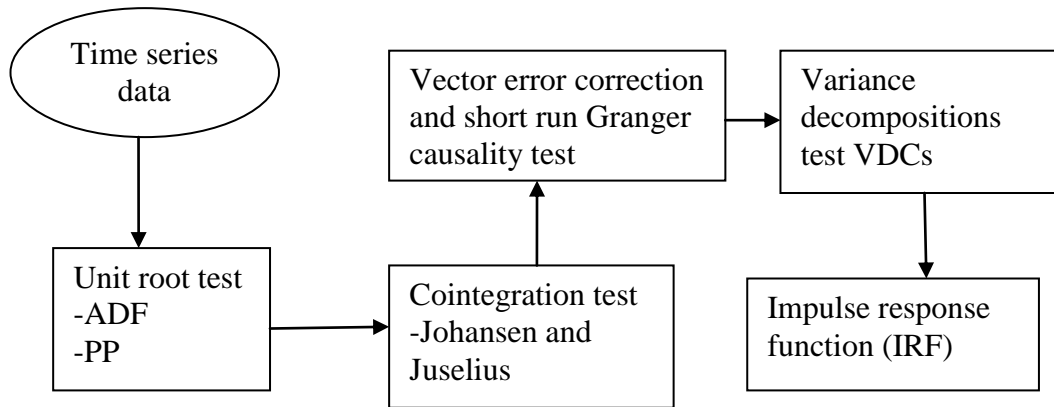 Time series
data
Unit root test
-ADF
-PP
Cointegration test
-Johansen and
Juselius
Vector error correction
and short run Granger
causality test
Variance
decompositions
test VDCs
Impulse response
function (IRF)